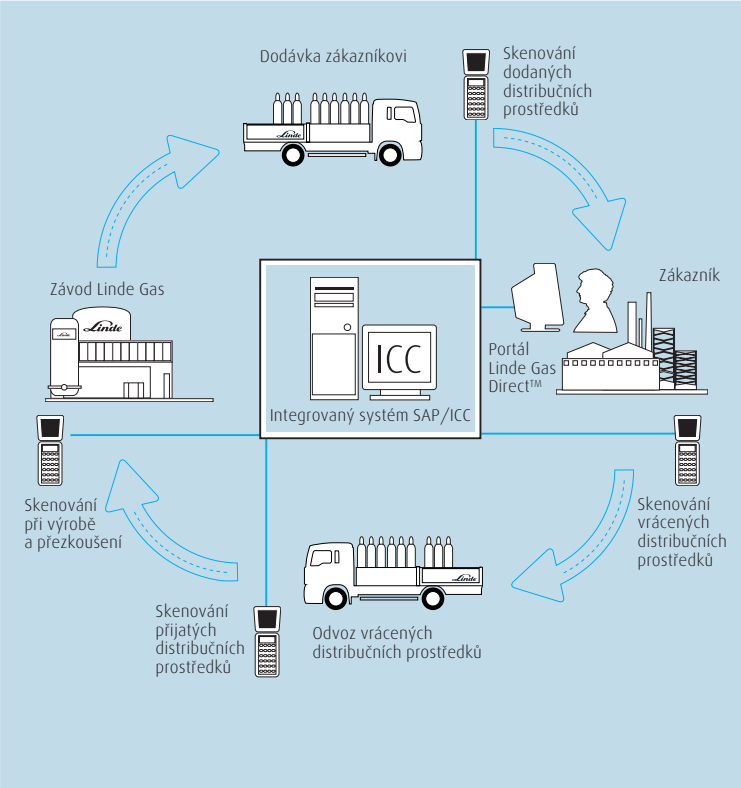 Dodávka zákazníkovi
Skenování
dodaných
distribučních
prostředků
Linde
Závod Linde Gas
Linde
Linde
Zákazník
ICC
Portál
Linde Gas
Direct™
Integrovaný systém SAP/ICC
Skenování
při výrobě
a přezkoušení
Skenování
vrácených
distribučních
prostředků
Linde
Skenování
přijatých
distribučních
prostředků
Odvoz vrácených
distribučních prostředků